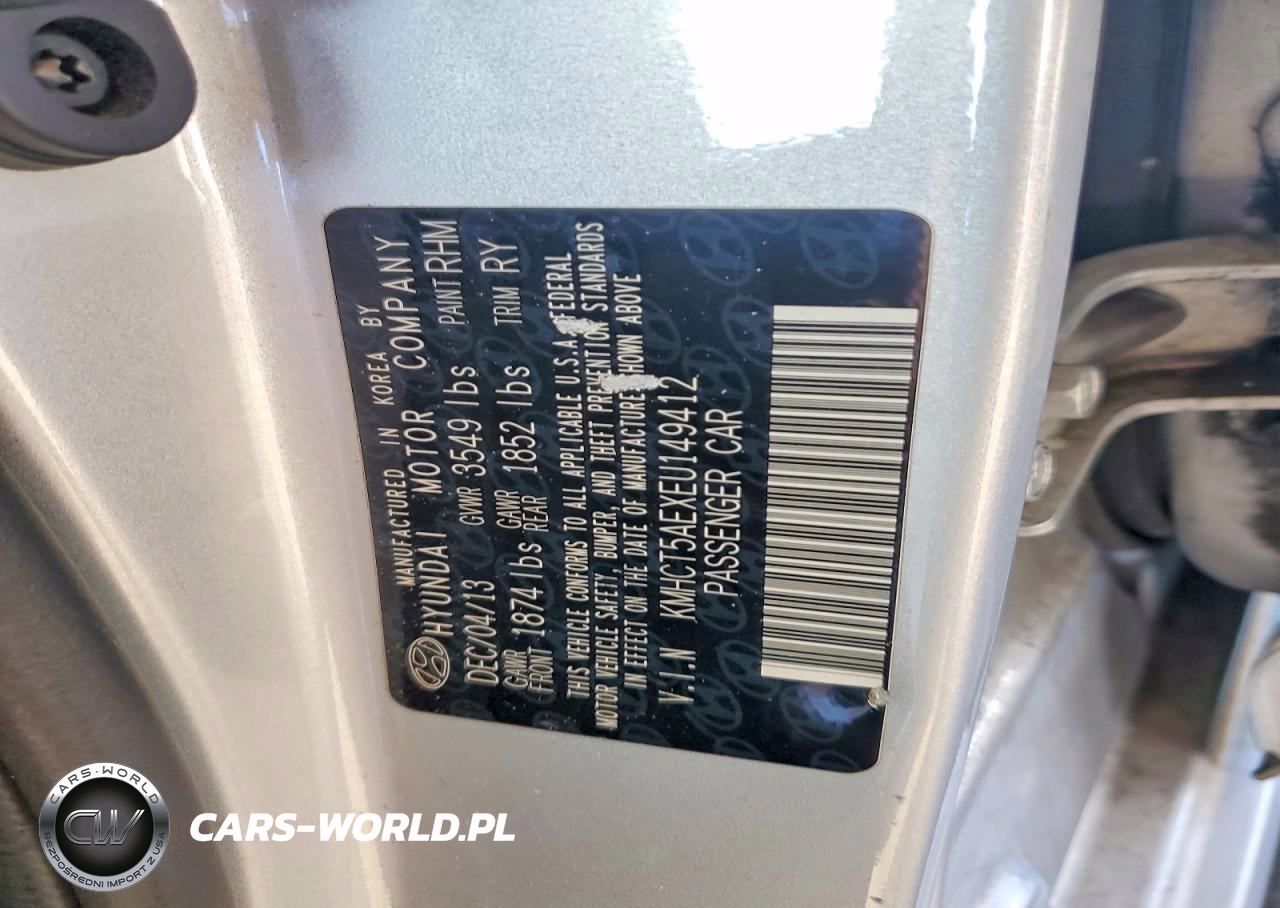 MANUFACTURED IN KOREA BY
HYUNDAI MOTOR COMPANY
DEC/04/13 GVWR 3549 lbs PAINT RHM
GAWR FRONT 1874 lbs GAWR REAR 1852 lbs TRIM RY
THIS VEHICLE CONFORMS TO ALL APPLICABLE U.S.A. FEDERAL
MOTOR VEHICLE SAFETY, BUMPER, AND THEFT PREVENTION STANDARDS
IN EFFECT ON THE DATE OF MANUFACTURE SHOWN ABOVE
V.I.N KMHCT5AEXEU149412
PASSENGER CAR
CARS-WORLD
CW
BEZPOŚREDNI IMPORT Z USA
CARS-WORLD.PL